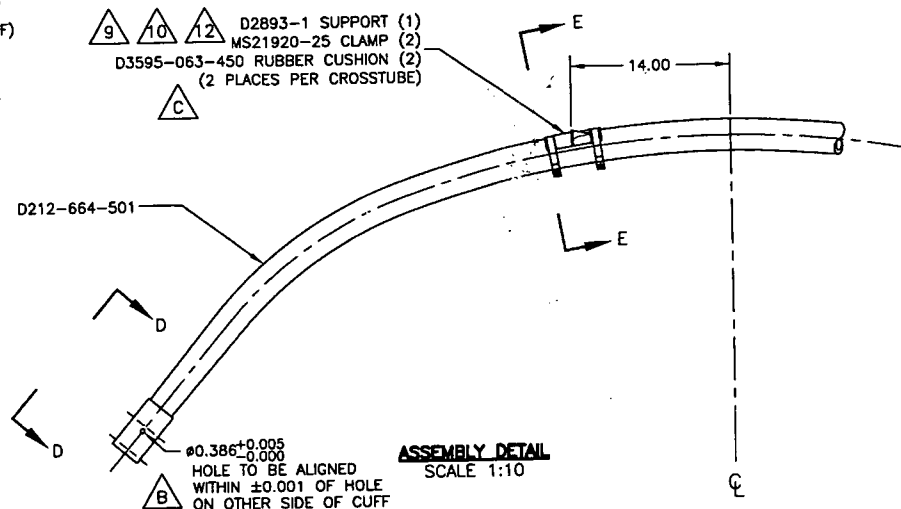 F)
9 10 12 D2893-1 SUPPORT (1)
MS21920-25 CLAMP (2)
D3595-063-450 RUBBER CUSHION (2)
(2 PLACES PER CROSSTUBE)
C
E
14.00
D212-664-501
E
D
D
ø0.386+0.005
-0.000
HOLE TO BE ALIGNED
WITHIN ±0.001 OF HOLE
ON OTHER SIDE OF CUFF
B
ASSEMBLY DETAIL
SCALE 1:10
℄